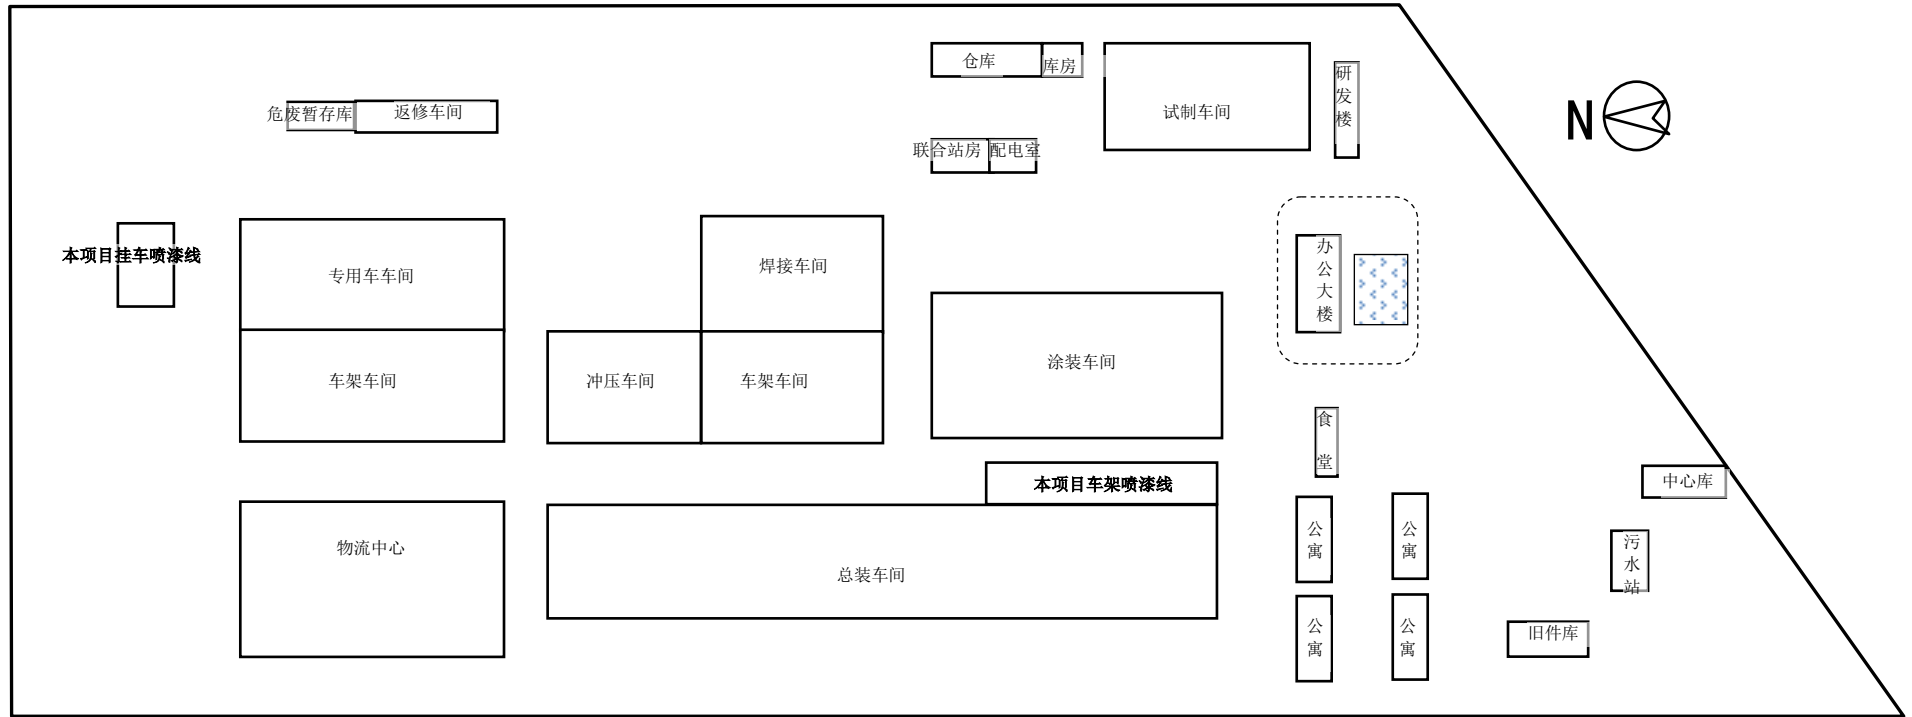 仓库
库房
研发楼
危废暂存库
返修车间
试制车间
N
联合站房
配电室
本项目挂车喷漆线
专用车车间
焊接车间
办公大楼
车架车间
冲压车间
车架车间
涂装车间
食堂
本项目车架喷漆线
中心库
物流中心
总装车间
公寓
公寓
污水站
公寓
公寓
旧件库